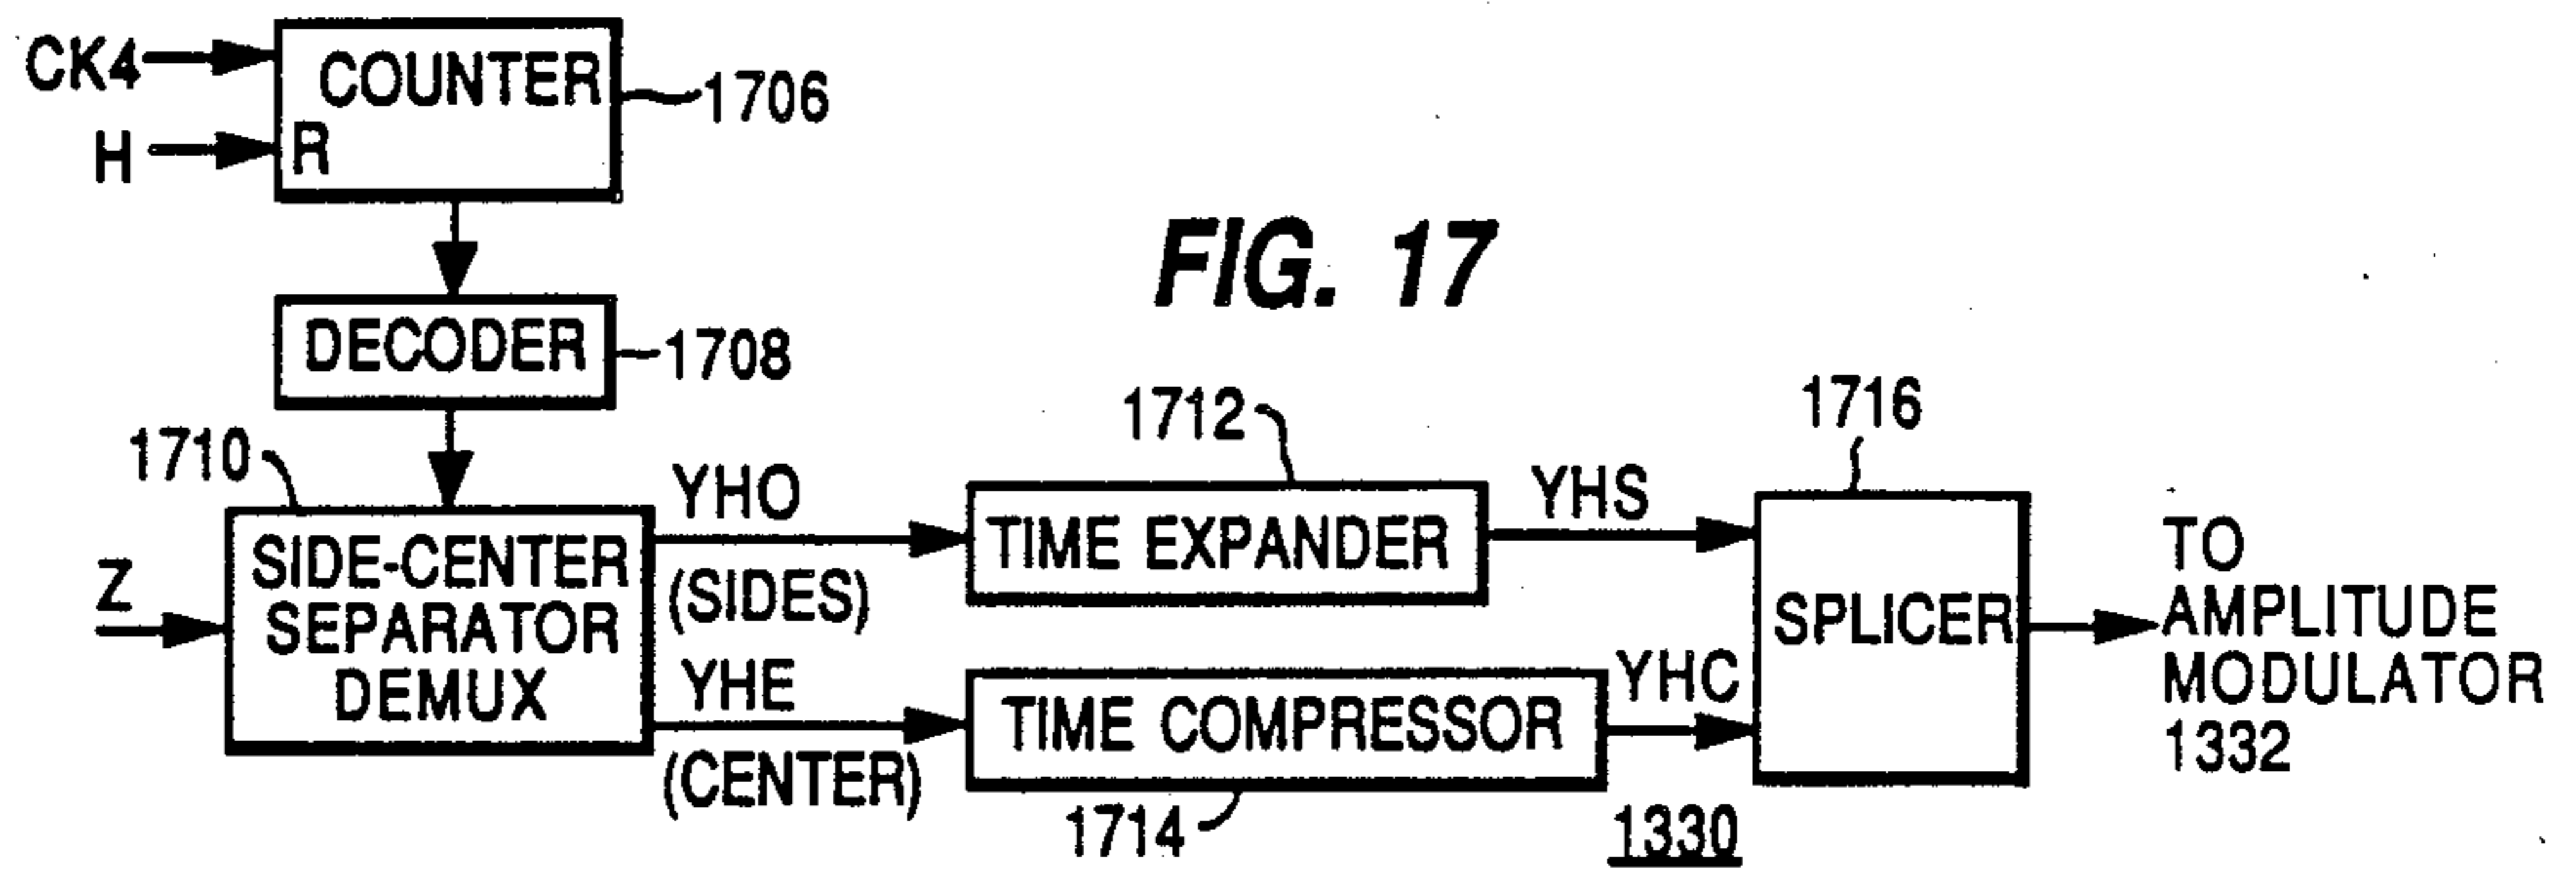 CK4
COUNTER
1706
H
R
FIG. 17
DECODER
1708
1710
YHO
1712
YHS
1716
Z
SIDE-CENTER
SEPARATOR
DEMUX
(SIDES)
TIME EXPANDER
SPLICER
TO
AMPLITUDE
MODULATOR
1332
YHE
(CENTER)
TIME COMPRESSOR
YHC
1714
1330